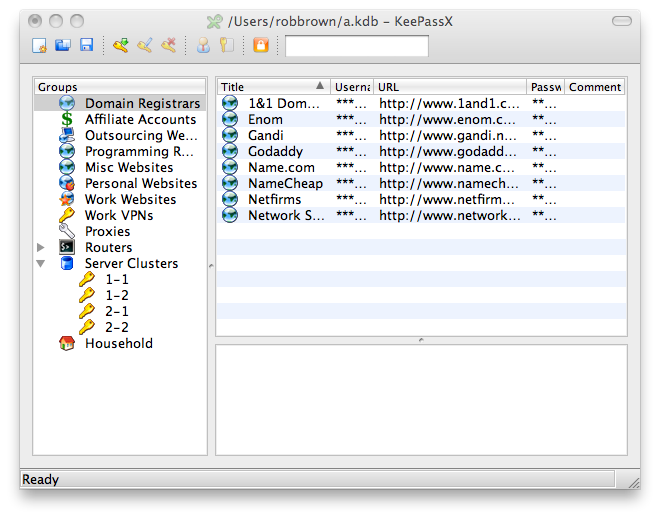 /Users/robbrown/a.kdb – KeePassX
Groups
Domain Registrars
Affiliate Accounts
Outsourcing We...
Programming R...
Misc Websites
Personal Websites
Work Websites
Work VPNs
Proxies
Routers
Server Clusters
1-1
1-2
2-1
2-2
Household
Title Userna URL Passw Comment
1&1 Dom... ***... http://www.1and1.c... **...
Enom ***... http://www.enom.c... **...
Gandi ***... http://www.gandi.n... **...
Godaddy ***... http://www.godadd... **...
Name.com ***... http://www.name.c... **...
NameCheap ***... http://www.namech... **...
Netfirms ***... http://www.netfirm... **...
Network S... ***... http://www.network... **...
Ready